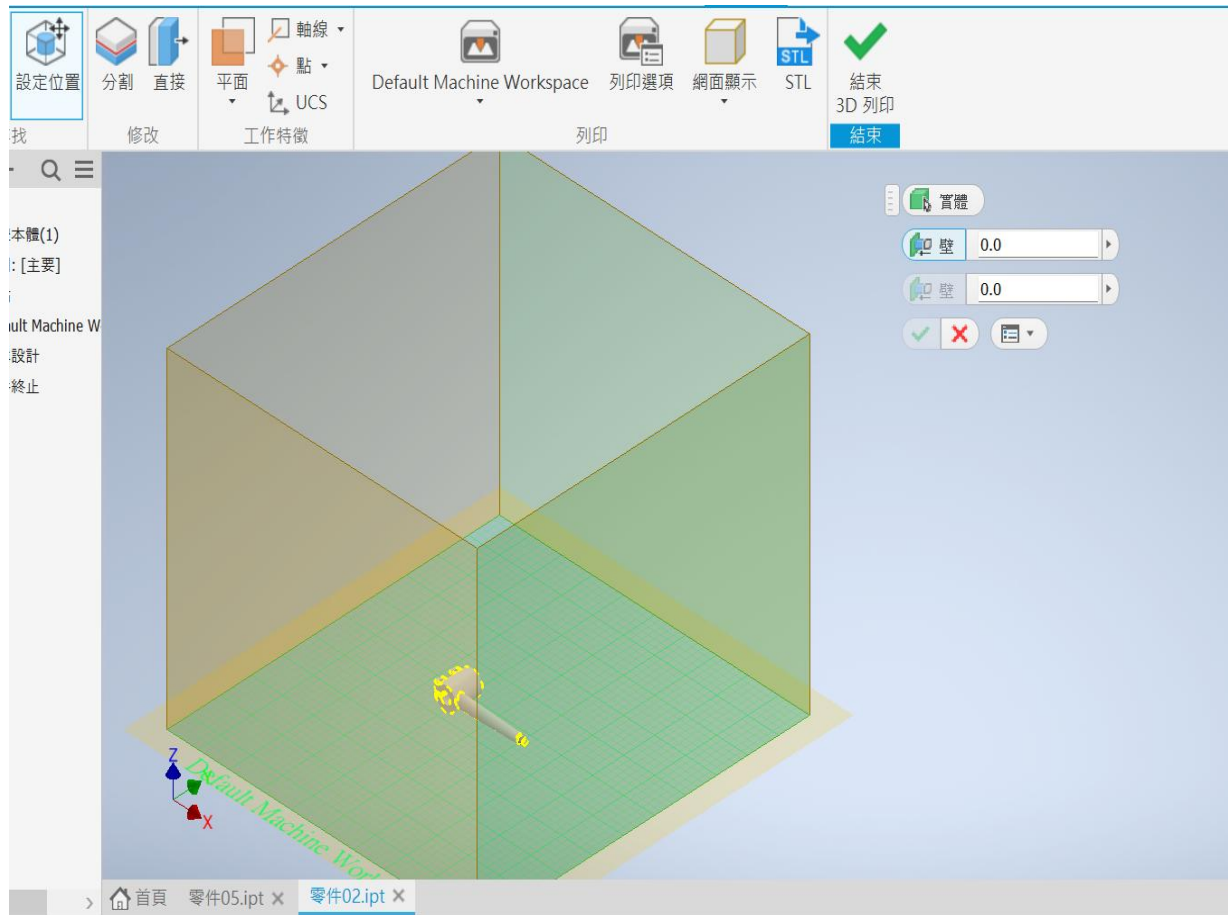 設定位置
分割
直接
平面
軸線
點
UCS
Default Machine Workspace
列印選項
網面顯示
STL
STL
結束
3D 列印
找
修改
工作特徵
列印
結束
本體(1)
: [主要]
ult Machine W
設計
終止
實體
壁 0.0
壁 0.0
Z
X
Default Machine Work
首頁
零件05.ipt
零件02.ipt